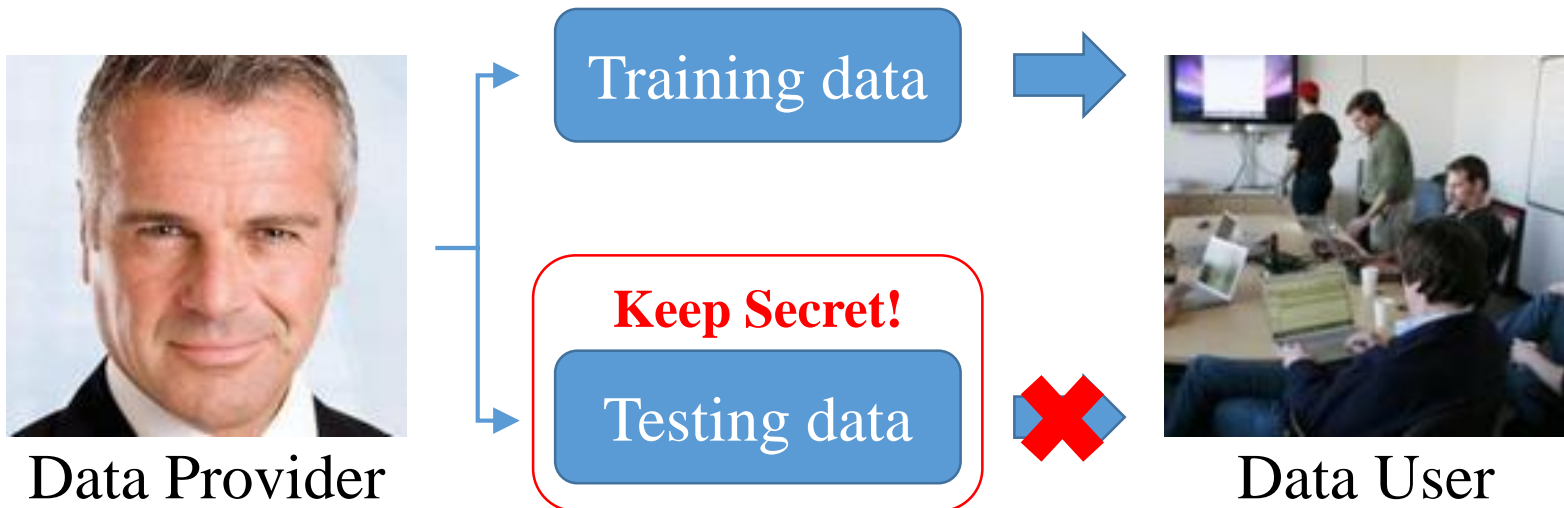 Training data
Keep Secret!
Testing data
Data Provider
Data User